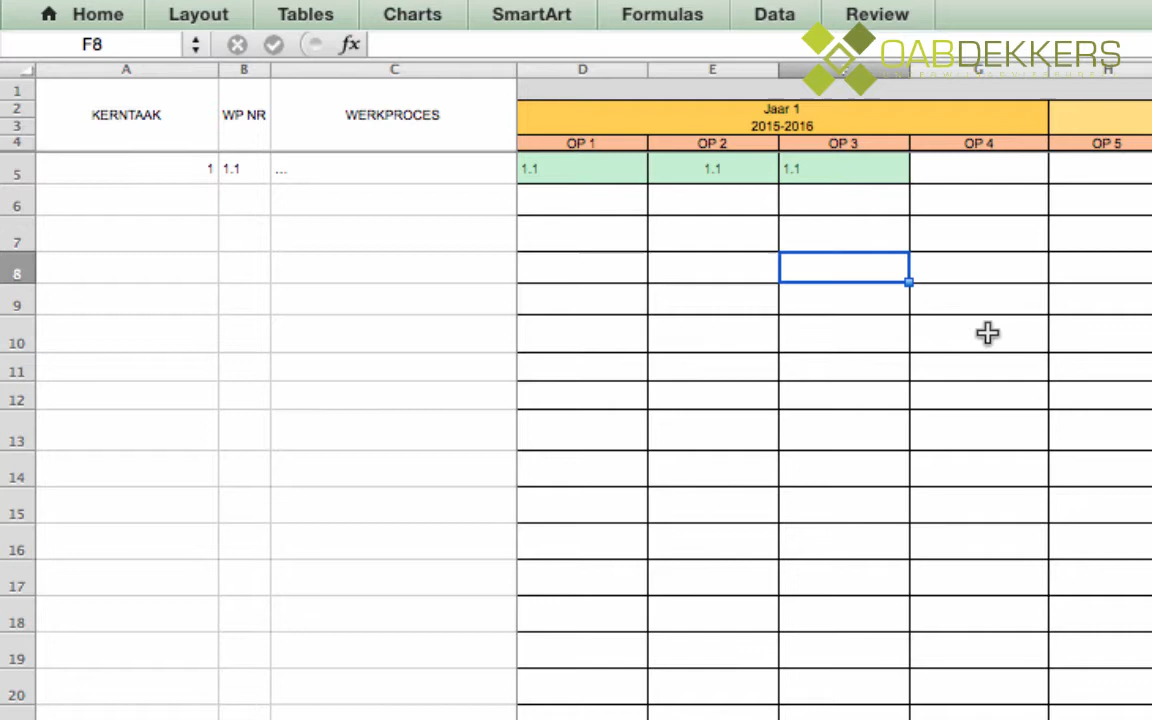 Home Layout Tables Charts SmartArt Formulas Data Review
F8 fx
OABDEKKERS
A B C D E G H
1
2 KERNTAAK WP NR WERKPROCES Jaar 1
3 2015-2016
4 OP 1 OP 2 OP 3 OP 4 OP 5
5 1 1.1 ... 1.1 1.1 1.1
6
7
8
9
10
11
12
13
14
15
16
17
18
19
20